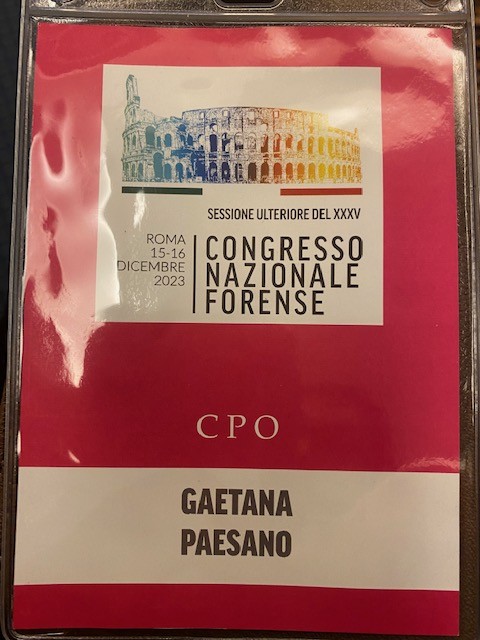 SESSIONE ULTERIORE DEL XXXV
ROMA
15-16
DICEMBRE
2023
CONGRESSO
NAZIONALE
FORENSE
CPO
GAETANA
PAESANO